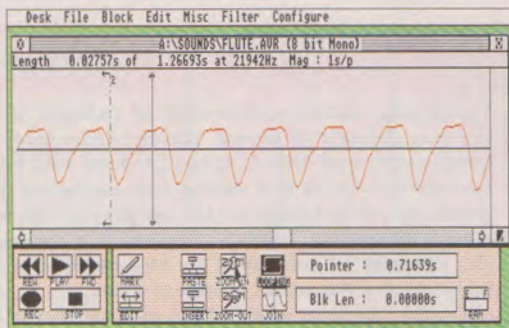 Desk File Block Edit Misc Filter Configure
A:\SOUNDS\FLUTE.AVR (8 bit Mono)
Length 0.02757s of 1.26693s at 21942Hz Mag : 1s/p
2
REW PLAY FWD
MARK PASTE ZOOM-IN
Pointer : 0.71639s
REC STOP
EDIT INSERT ZOOM-OUT JOIN
Blk Len : 0.00000s
E F
RAM